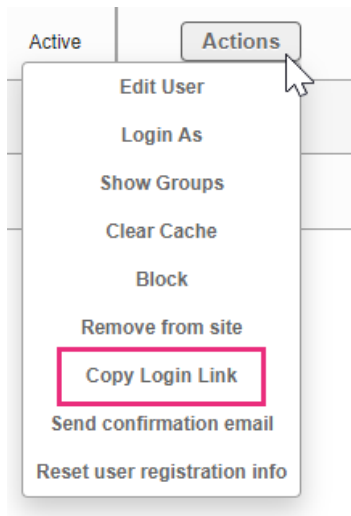 Active Actions
Edit User
Login As
Show Groups
Clear Cache
Block
Remove from site
Copy Login Link
Send confirmation email
Reset user registration info